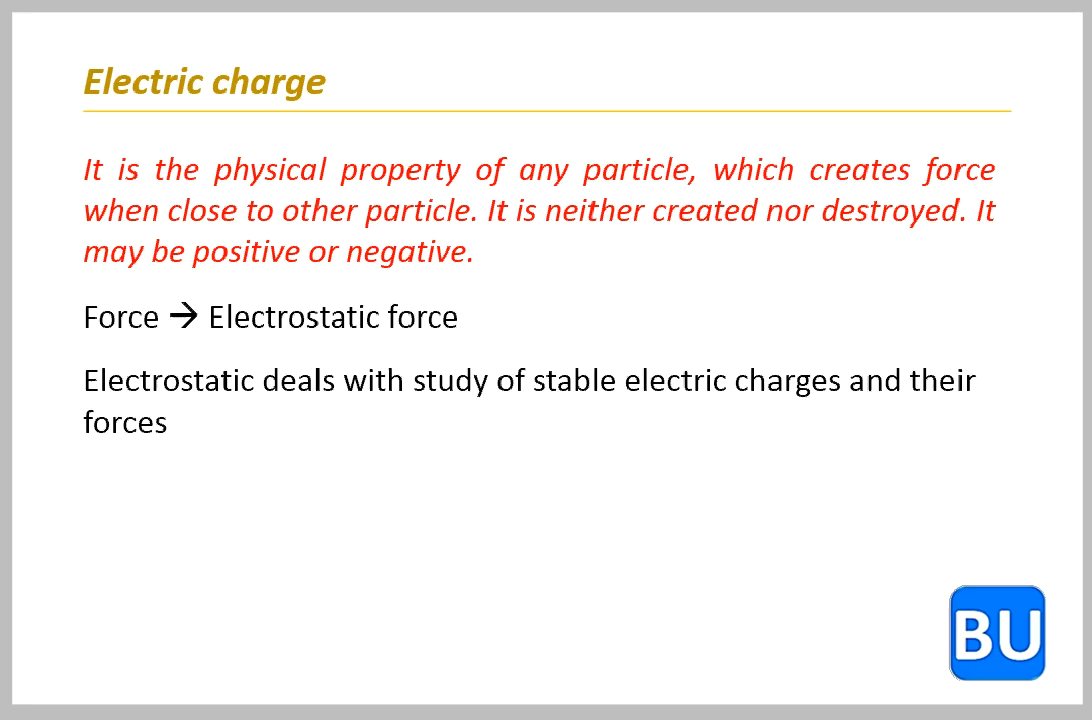 Electric charge
It is the physical property of any particle, which creates force
when close to other particle. It is neither created nor destroyed. It
may be positive or negative.
Force → Electrostatic force
Electrostatic deals with study of stable electric charges and their
forces
BU